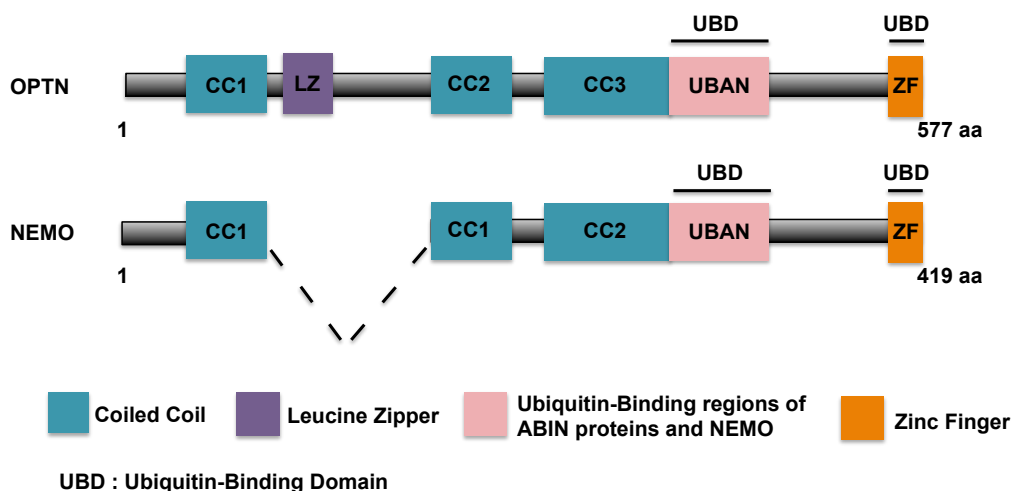 UBD UBD
OPTN CC1 LZ CC2 CC3 UBAN ZF
1 577 aa
UBD UBD
NEMO CC1 CC1 CC2 UBAN ZF
1 419 aa
Coiled Coil Leucine Zipper Ubiquitin-Binding regions of
ABIN proteins and NEMO Zinc Finger
UBD : Ubiquitin-Binding Domain